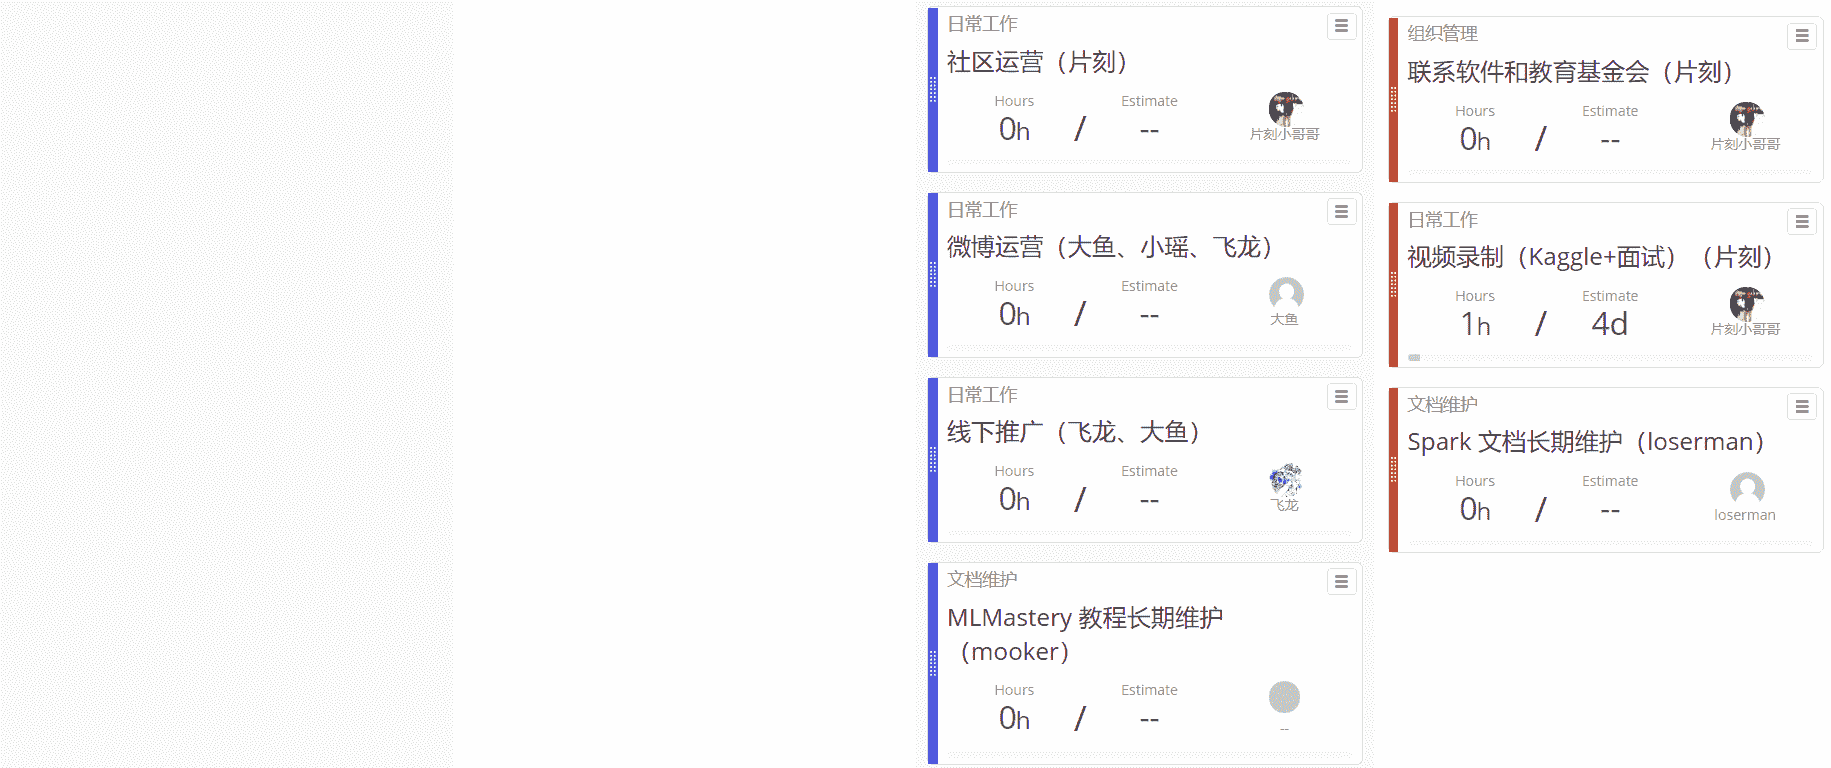 日常工作
社区运营（片刻）
Hours
Estimate
0h / --
片刻小哥哥
日常工作
微博运营（大鱼、小瑶、飞龙）
Hours
Estimate
0h / --
大鱼
日常工作
线下推广（飞龙、大鱼）
Hours
Estimate
0h / --
飞龙
文档维护
MLMastery 教程长期维护
（mooker）
Hours
Estimate
0h / --
--
组织管理
联系软件和教育基金会（片刻）
Hours
Estimate
0h / --
片刻小哥哥
日常工作
视频录制（Kaggle+面试）（片刻）
Hours
Estimate
1h / 4d
片刻小哥哥
文档维护
Spark 文档长期维护（loserman）
Hours
Estimate
0h / --
loserman